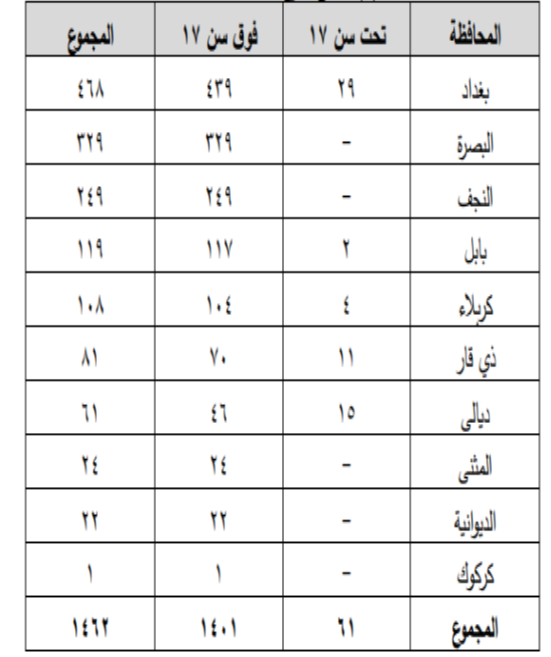 المحافظة تحت سن ١٧ فوق سن ١٧ المجموع
بغداد ٢٩ ٤٣٩ ٤٦٨
البصرة - ٣٢٩ ٣٢٩
النجف - ٢٤٩ ٢٤٩
بابل ٢ ١١٧ ١١٩
كربلاء ٤ ١٠٤ ١٠٨
ذي قار ١١ ٧٠ ٨١
ديالى ١٥ ٤٦ ٦١
المثنى - ٢٤ ٢٤
الديوانية - ٢٢ ٢٢
كركوك - ١ ١
المجموع ٦١ ١٤٠١ ١٤٦٢